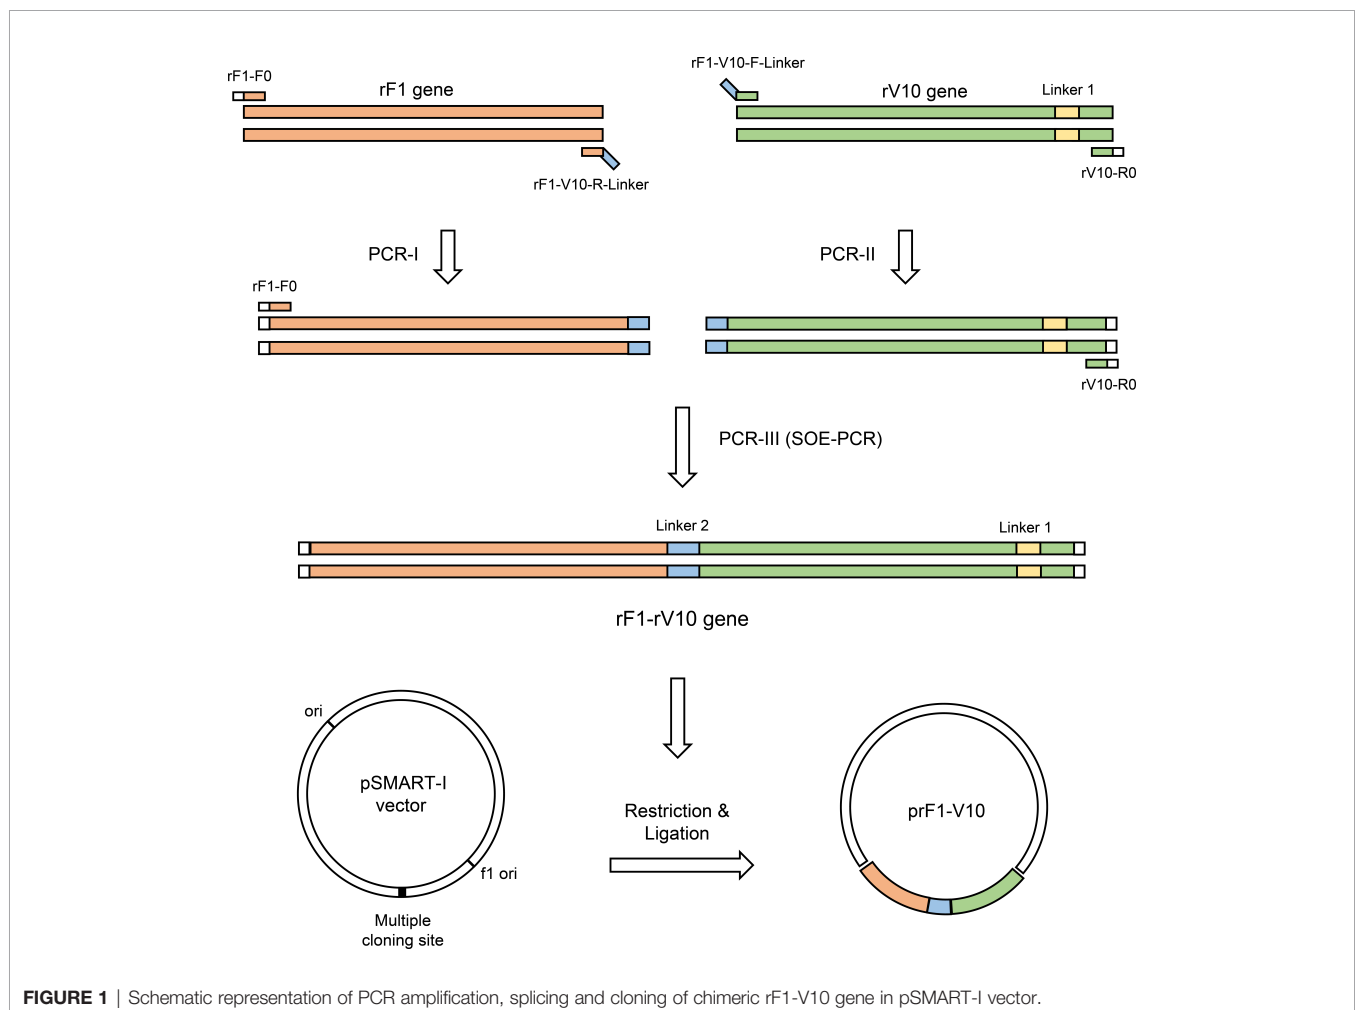 rF1-F0
rF1 gene
rF1-V10-R-Linker
rF1-V10-F-Linker
rV10 gene
Linker 1
rV10-R0
PCR-I
PCR-II
rF1-F0
rV10-R0
PCR-III (SOE-PCR)
Linker 2
Linker 1
rF1-rV10 gene
ori
pSMART-I
vector
f1 ori
Multiple
cloning site
Restriction &
Ligation
prF1-V10
FIGURE 1 | Schematic representation of PCR amplification, splicing and cloning of chimeric rF1-V10 gene in pSMART-I vector.